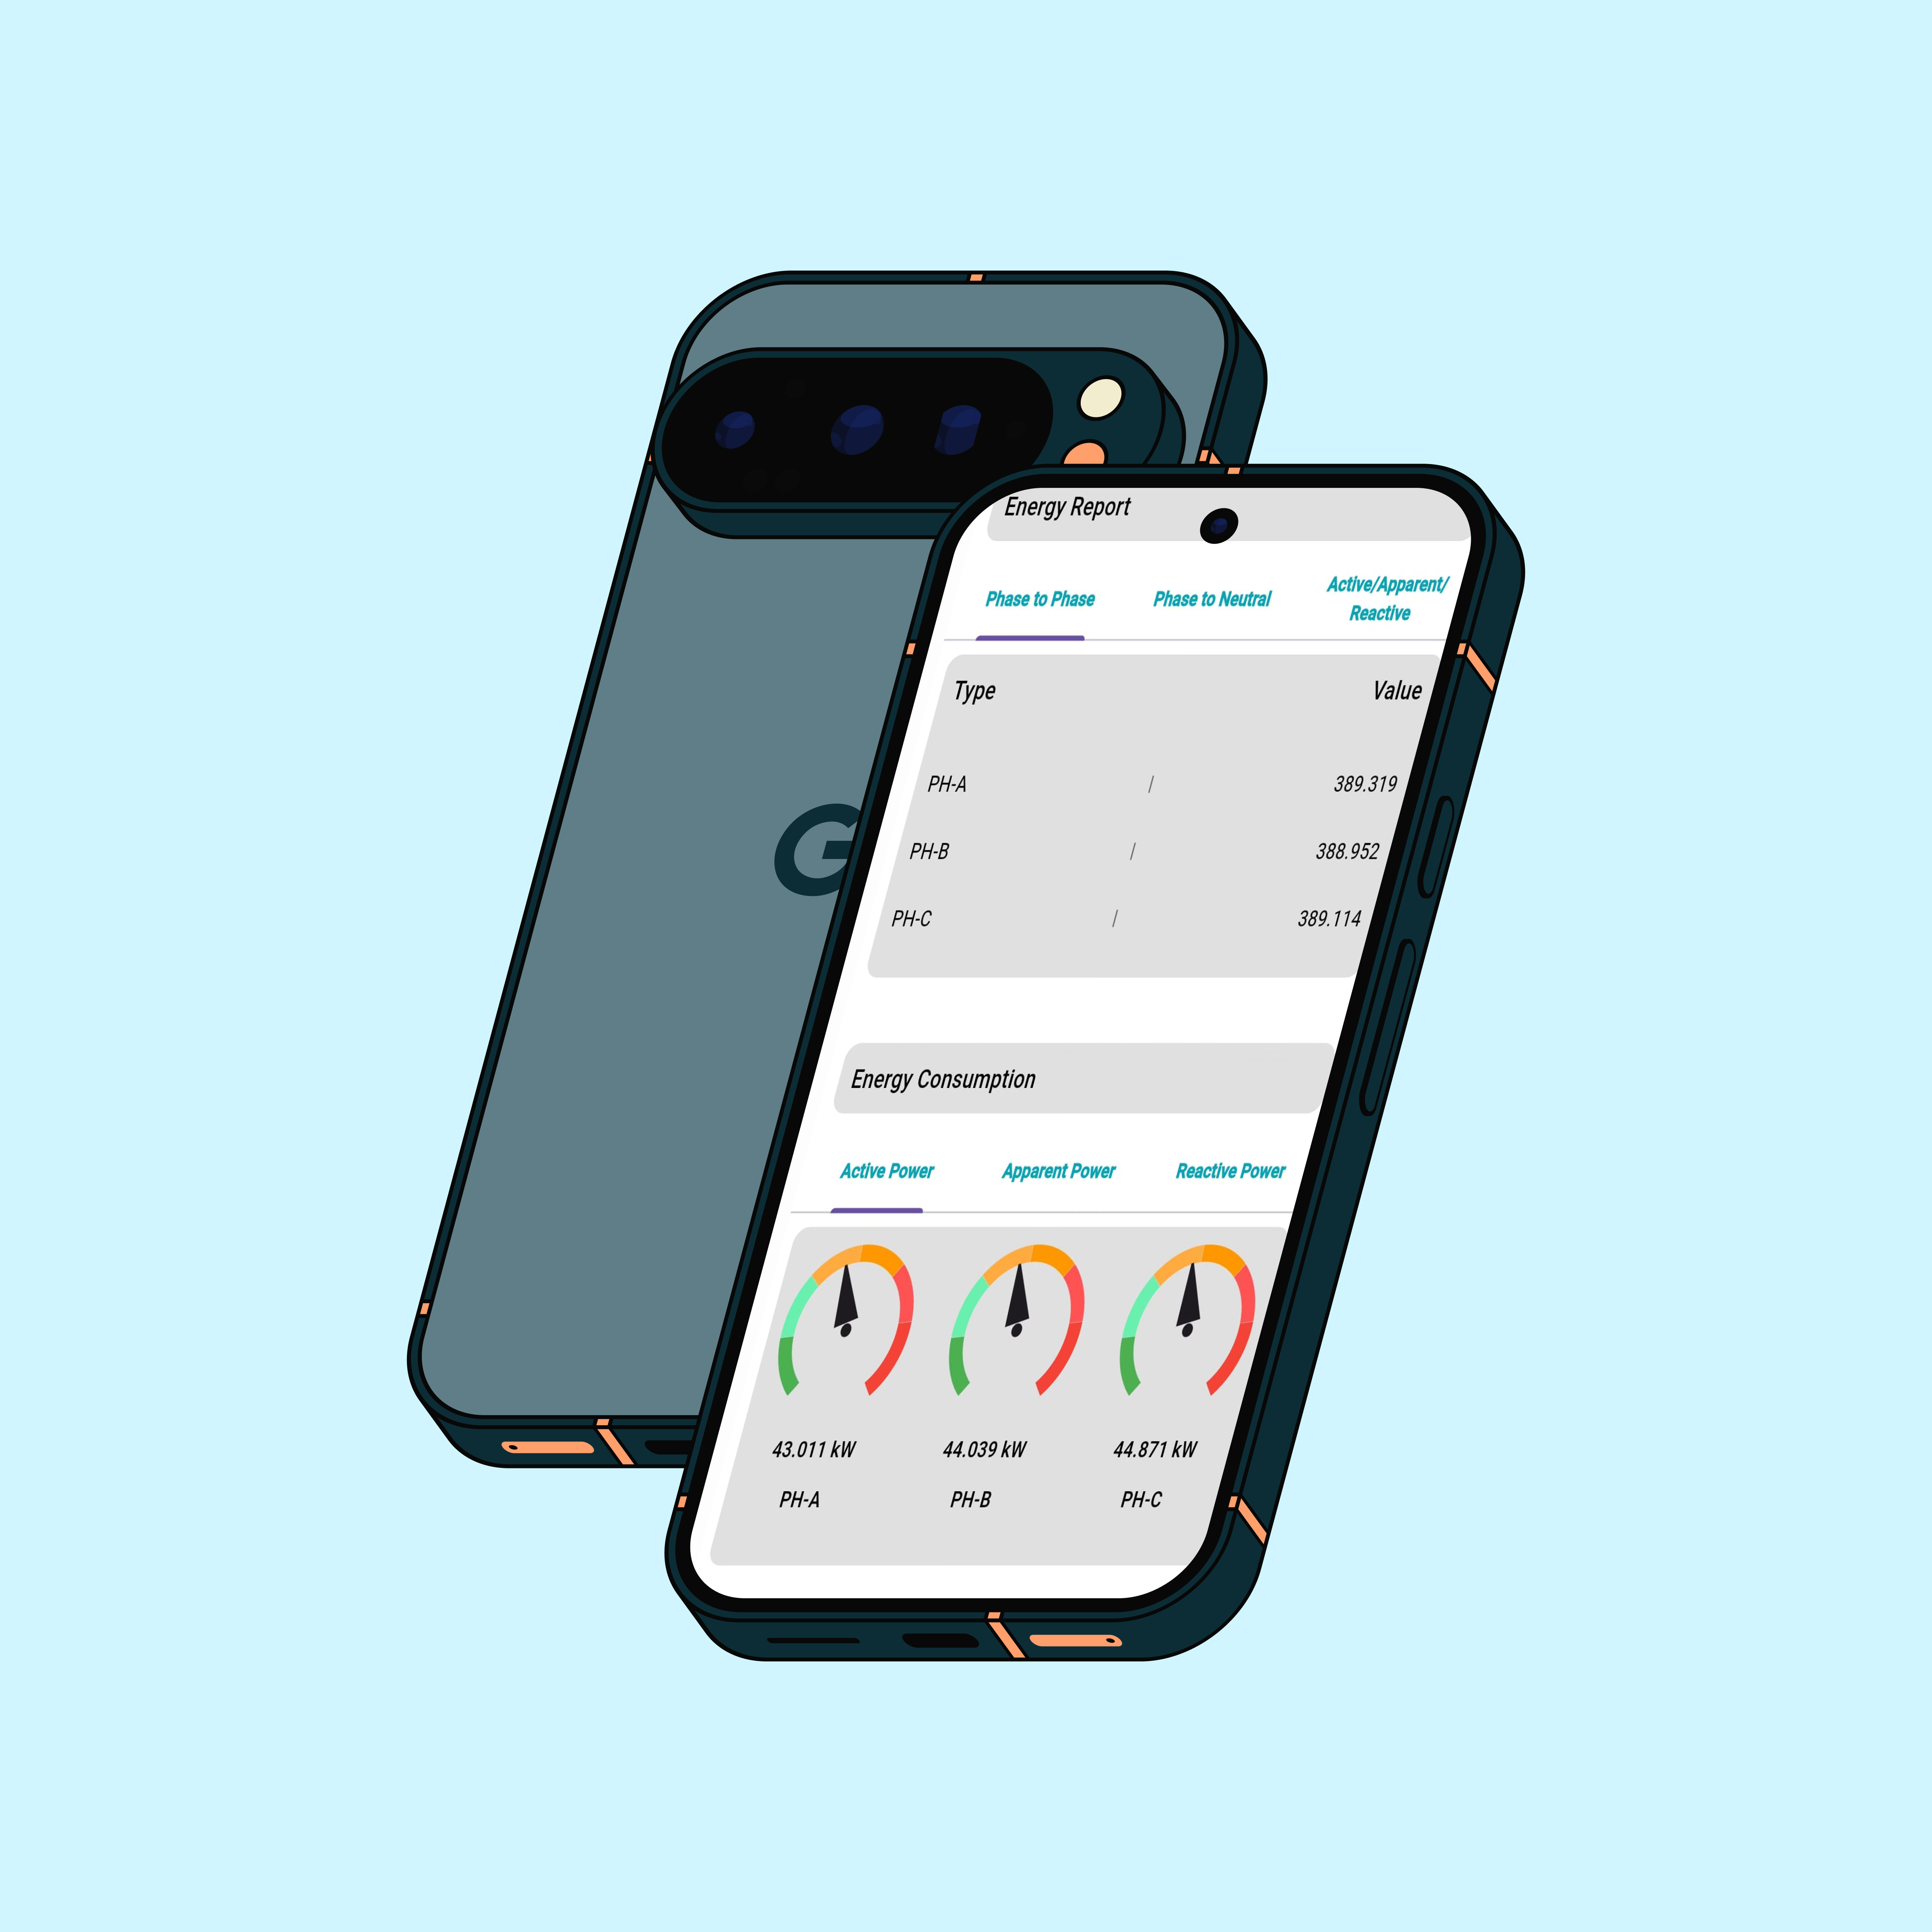 Energy Report
Phase to Phase Phase to Neutral Active/Apparent/
Reactive
Type Value
PH-A / 389.319
PH-B / 388.952
PH-C / 389.114
Energy Consumption
Active Power Apparent Power Reactive Power
43.011 kW 44.039 kW 44.871 kW
PH-A PH-B PH-C
G